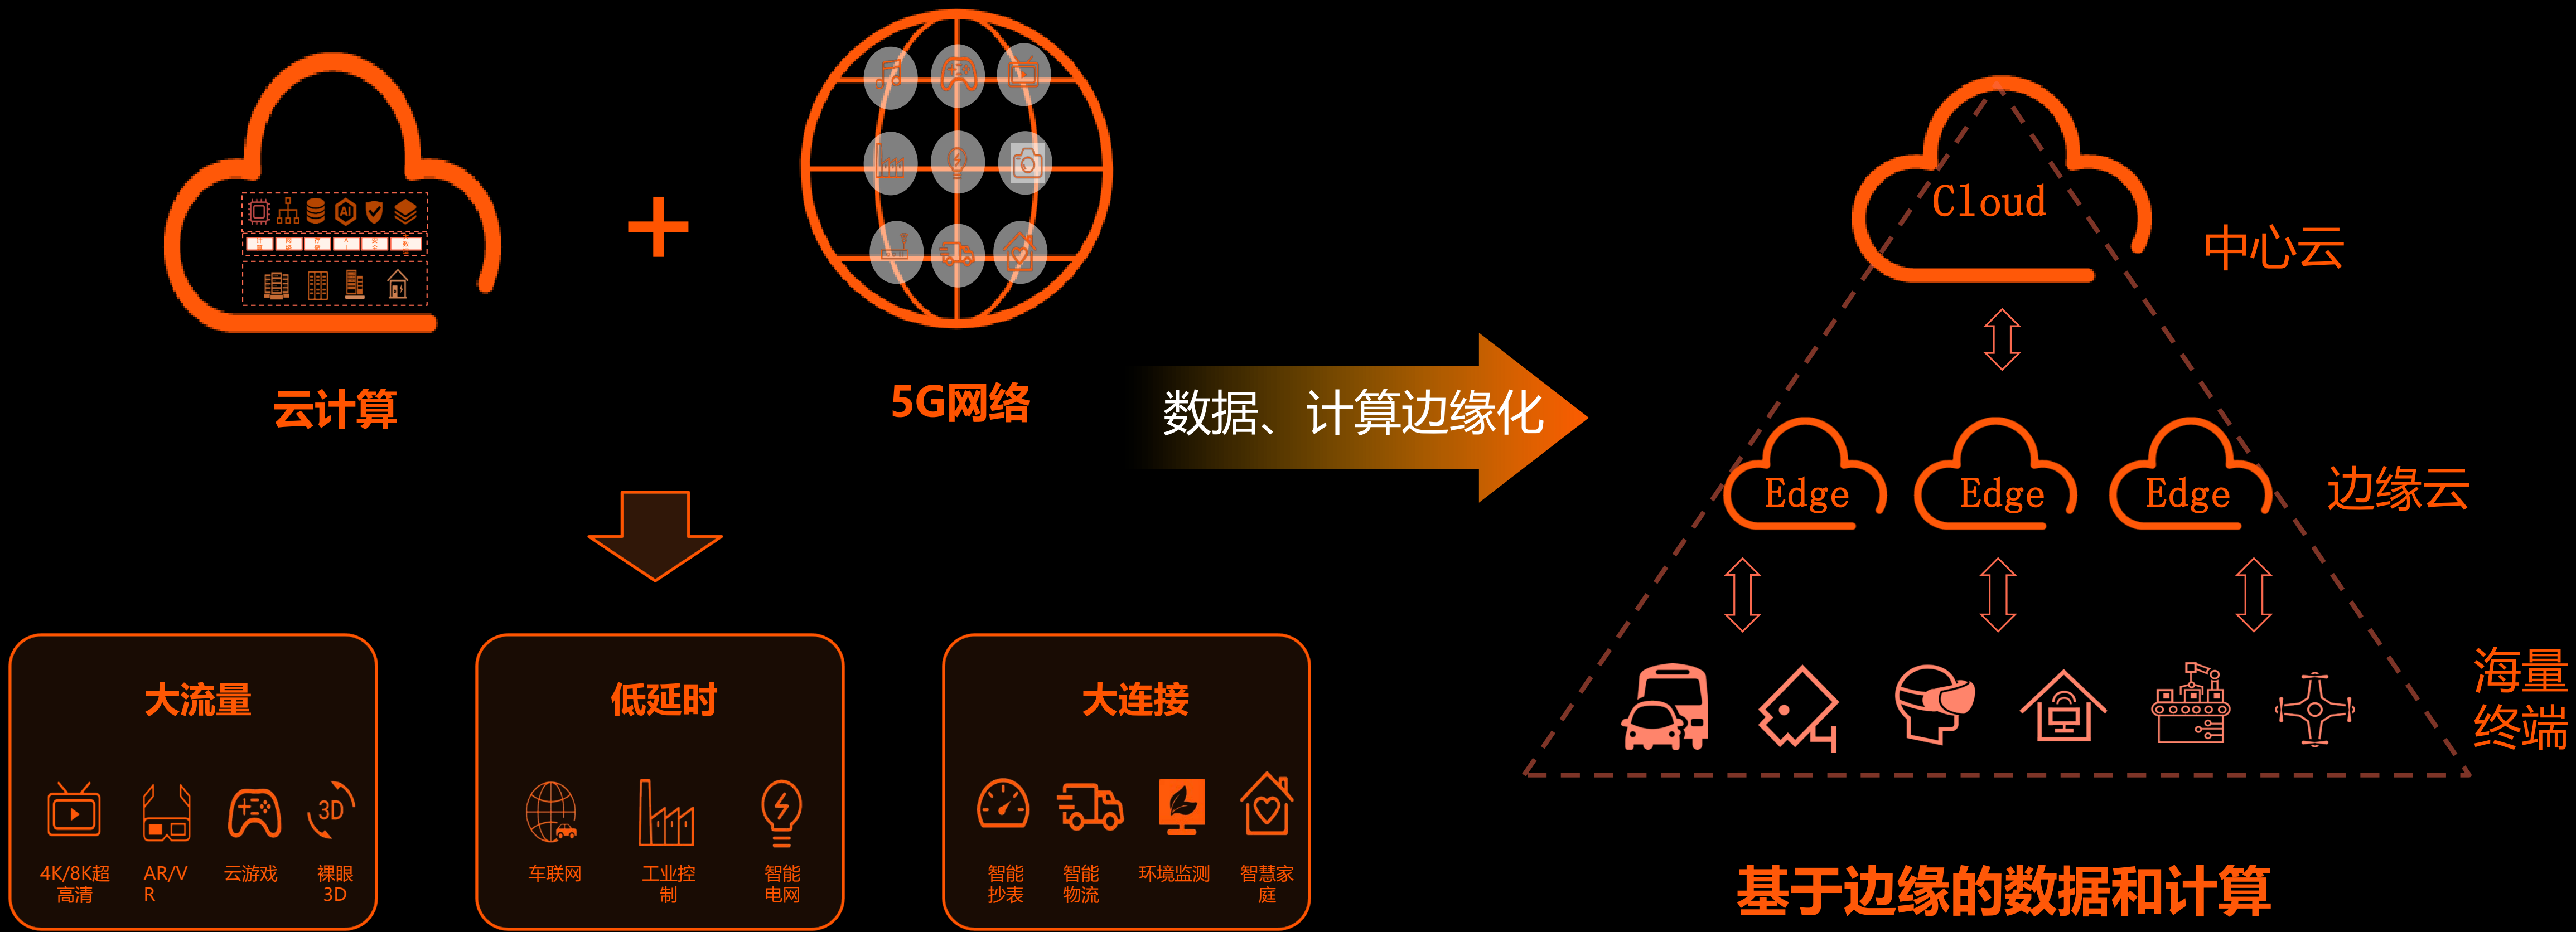 云计算
5G网络
AI
数据、计算边缘化
大流量
4K/8K超
高清
AR/V
R
云游戏
裸眼
3D
3D
低延时
车联网
工业控
制
智能
电网
大连接
智能
抄表
智能
物流
环境监测
智慧家
庭
Cloud
中心云
Edge
Edge
Edge
边缘云
海量
终端
基于边缘的数据和计算